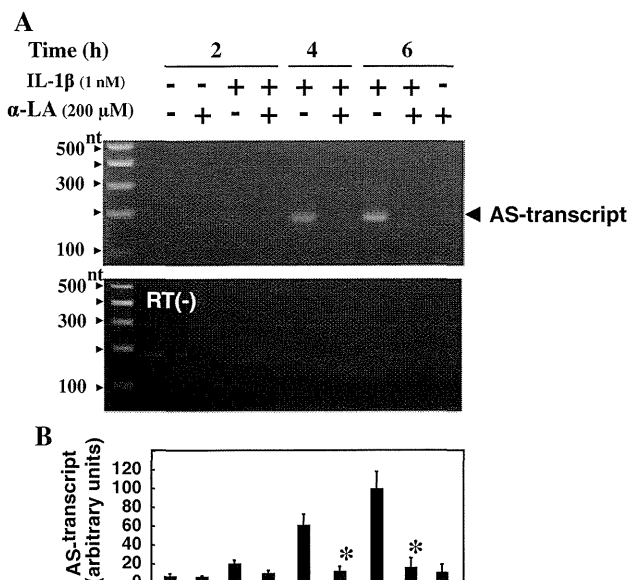 A
Time (h) 2 4 6
IL-1β (1 nM) - - + + + + + + -
α-LA (200 μM) - + - + - + - + +
nt
500
300
AS-transcript
100
nt
500
RT(-)
300
100
B
AS-transcript
(arbitrary units)
120
100
80
60
40
20
0
*
*